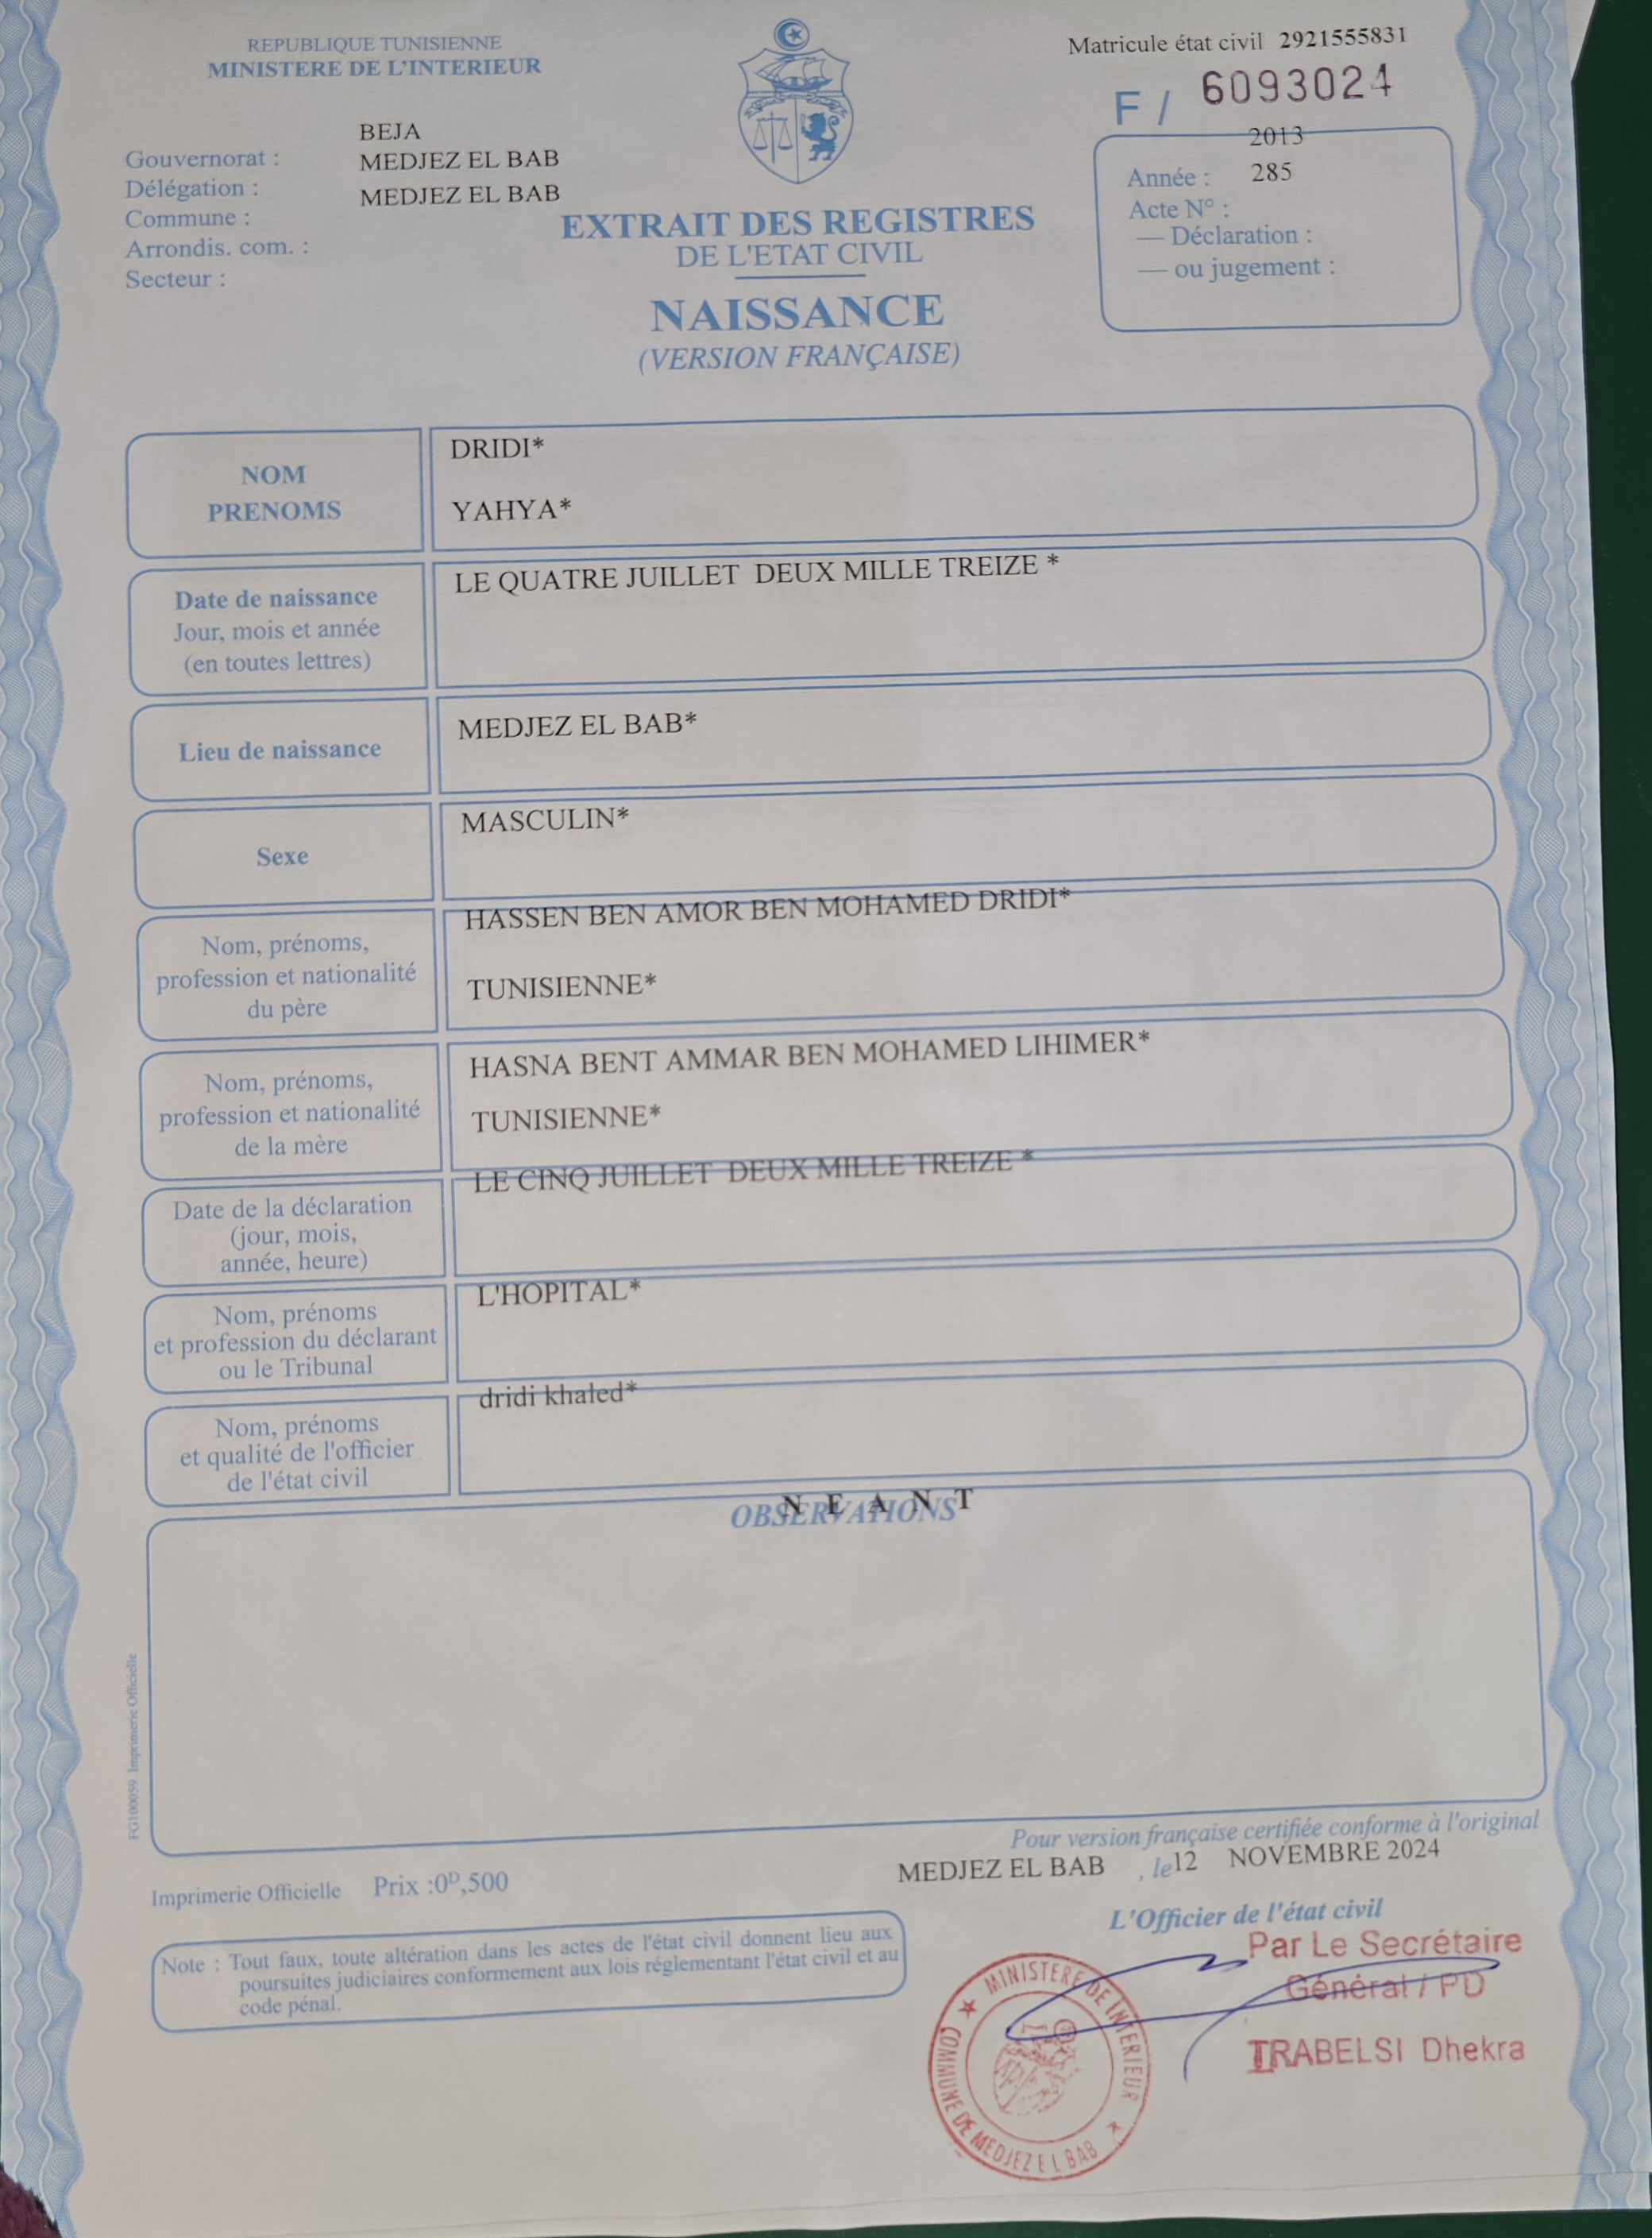 REPUBLIQUE TUNISIENNE
MINISTERE DE L'INTERIEUR
Matricule état civil 2921555831
F / 6093024
BEJA
Gouvernorat :
MEDJEZ EL BAB
Délégation :
MEDJEZ EL BAB
Commune :
Arrondis. com. :
Secteur :
2013
Année : 285
Acte N° :
— Déclaration :
— ou jugement :
EXTRAIT DES REGISTRES
DE L'ETAT CIVIL
NAISSANCE
(VERSION FRANÇAISE)
NOM
PRENOMS
DRIDI*
YAHYA*
Date de naissance
Jour, mois et année
(en toutes lettres)
LE QUATRE JUILLET DEUX MILLE TREIZE *
Lieu de naissance
MEDJEZ EL BAB*
Sexe
MASCULIN*
Nom, prénoms,
profession et nationalité
du père
HASSEN BEN AMOR BEN MOHAMED DRIDI*
TUNISIENNE*
Nom, prénoms,
profession et nationalité
de la mère
HASNA BENT AMMAR BEN MOHAMED LIHIMER*
TUNISIENNE*
Date de la déclaration
(jour, mois,
année, heure)
LE CINQ JUILLET DEUX MILLE TREIZE *
Nom, prénoms
et profession du déclarant
ou le Tribunal
L'HOPITAL*
Nom, prénoms
et qualité de l'officier
de l'état civil
dridi khaled*
OBSERVATIONS
N E A N T
FG100059 Imprimerie Officielle
Pour version française certifiée conforme à l'original
MEDJEZ EL BAB , le 12 NOVEMBRE 2024
Imprimerie Officielle Prix :0ᴰ,500
L'Officier de l'état civil
Par Le Secrétaire
Général / PD
TRABELSI Dhekra
Note : Tout faux, toute altération dans les actes de l'état civil donnent lieu aux
poursuites judiciaires conformement aux lois réglementant l'état civil et au
code pénal.
MINISTERE DE INTERIEUR
COMMUNE DE MEDJEZ EL BAB